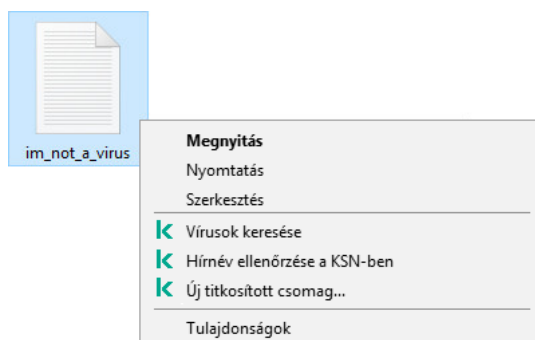 im_not_a_virus
Megnyitás
Nyomtatás
Szerkesztés
Vírusok keresése
Hírnév ellenőrzése a KSN-ben
Új titkosított csomag...
Tulajdonságok